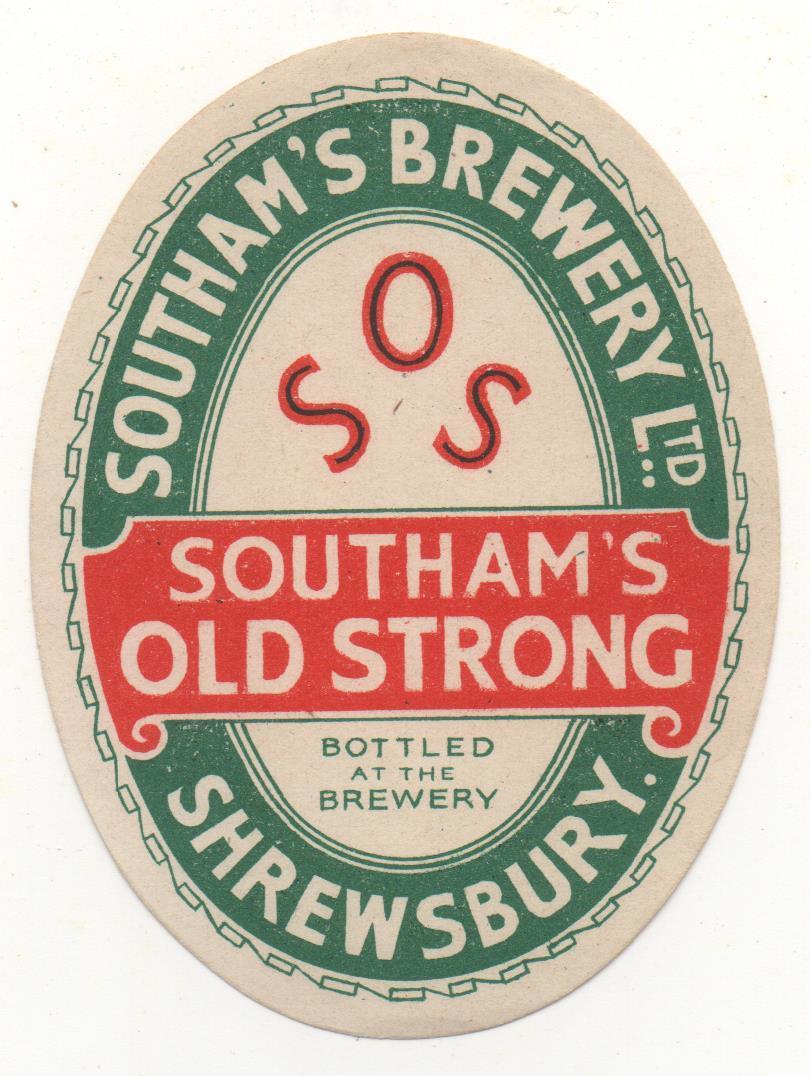 SOUTHAM'S BREWERY LTD..
SOS
SOUTHAM'S
OLD STRONG
BOTTLED
AT THE
BREWERY
SHREWSBURY.